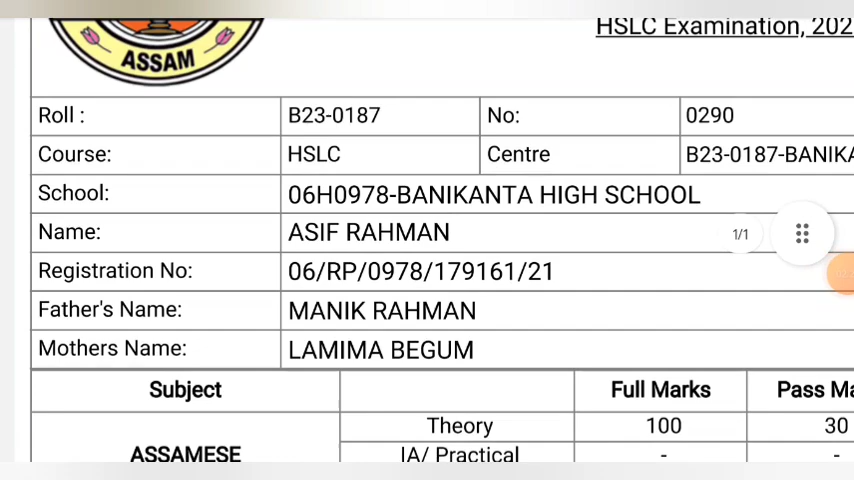 HSLC Examination, 202
ASSAM
Roll : B23-0187 No: 0290
Course: HSLC Centre B23-0187-BANIKA
School: 06H0978-BANIKANTA HIGH SCHOOL
Name: ASIF RAHMAN 1/1
Registration No: 06/RP/0978/179161/21
Father's Name: MANIK RAHMAN
Mothers Name: LAMIMA BEGUM
Subject Full Marks Pass Ma
Theory 100 30
ASSAMESE IA/ Practical - -